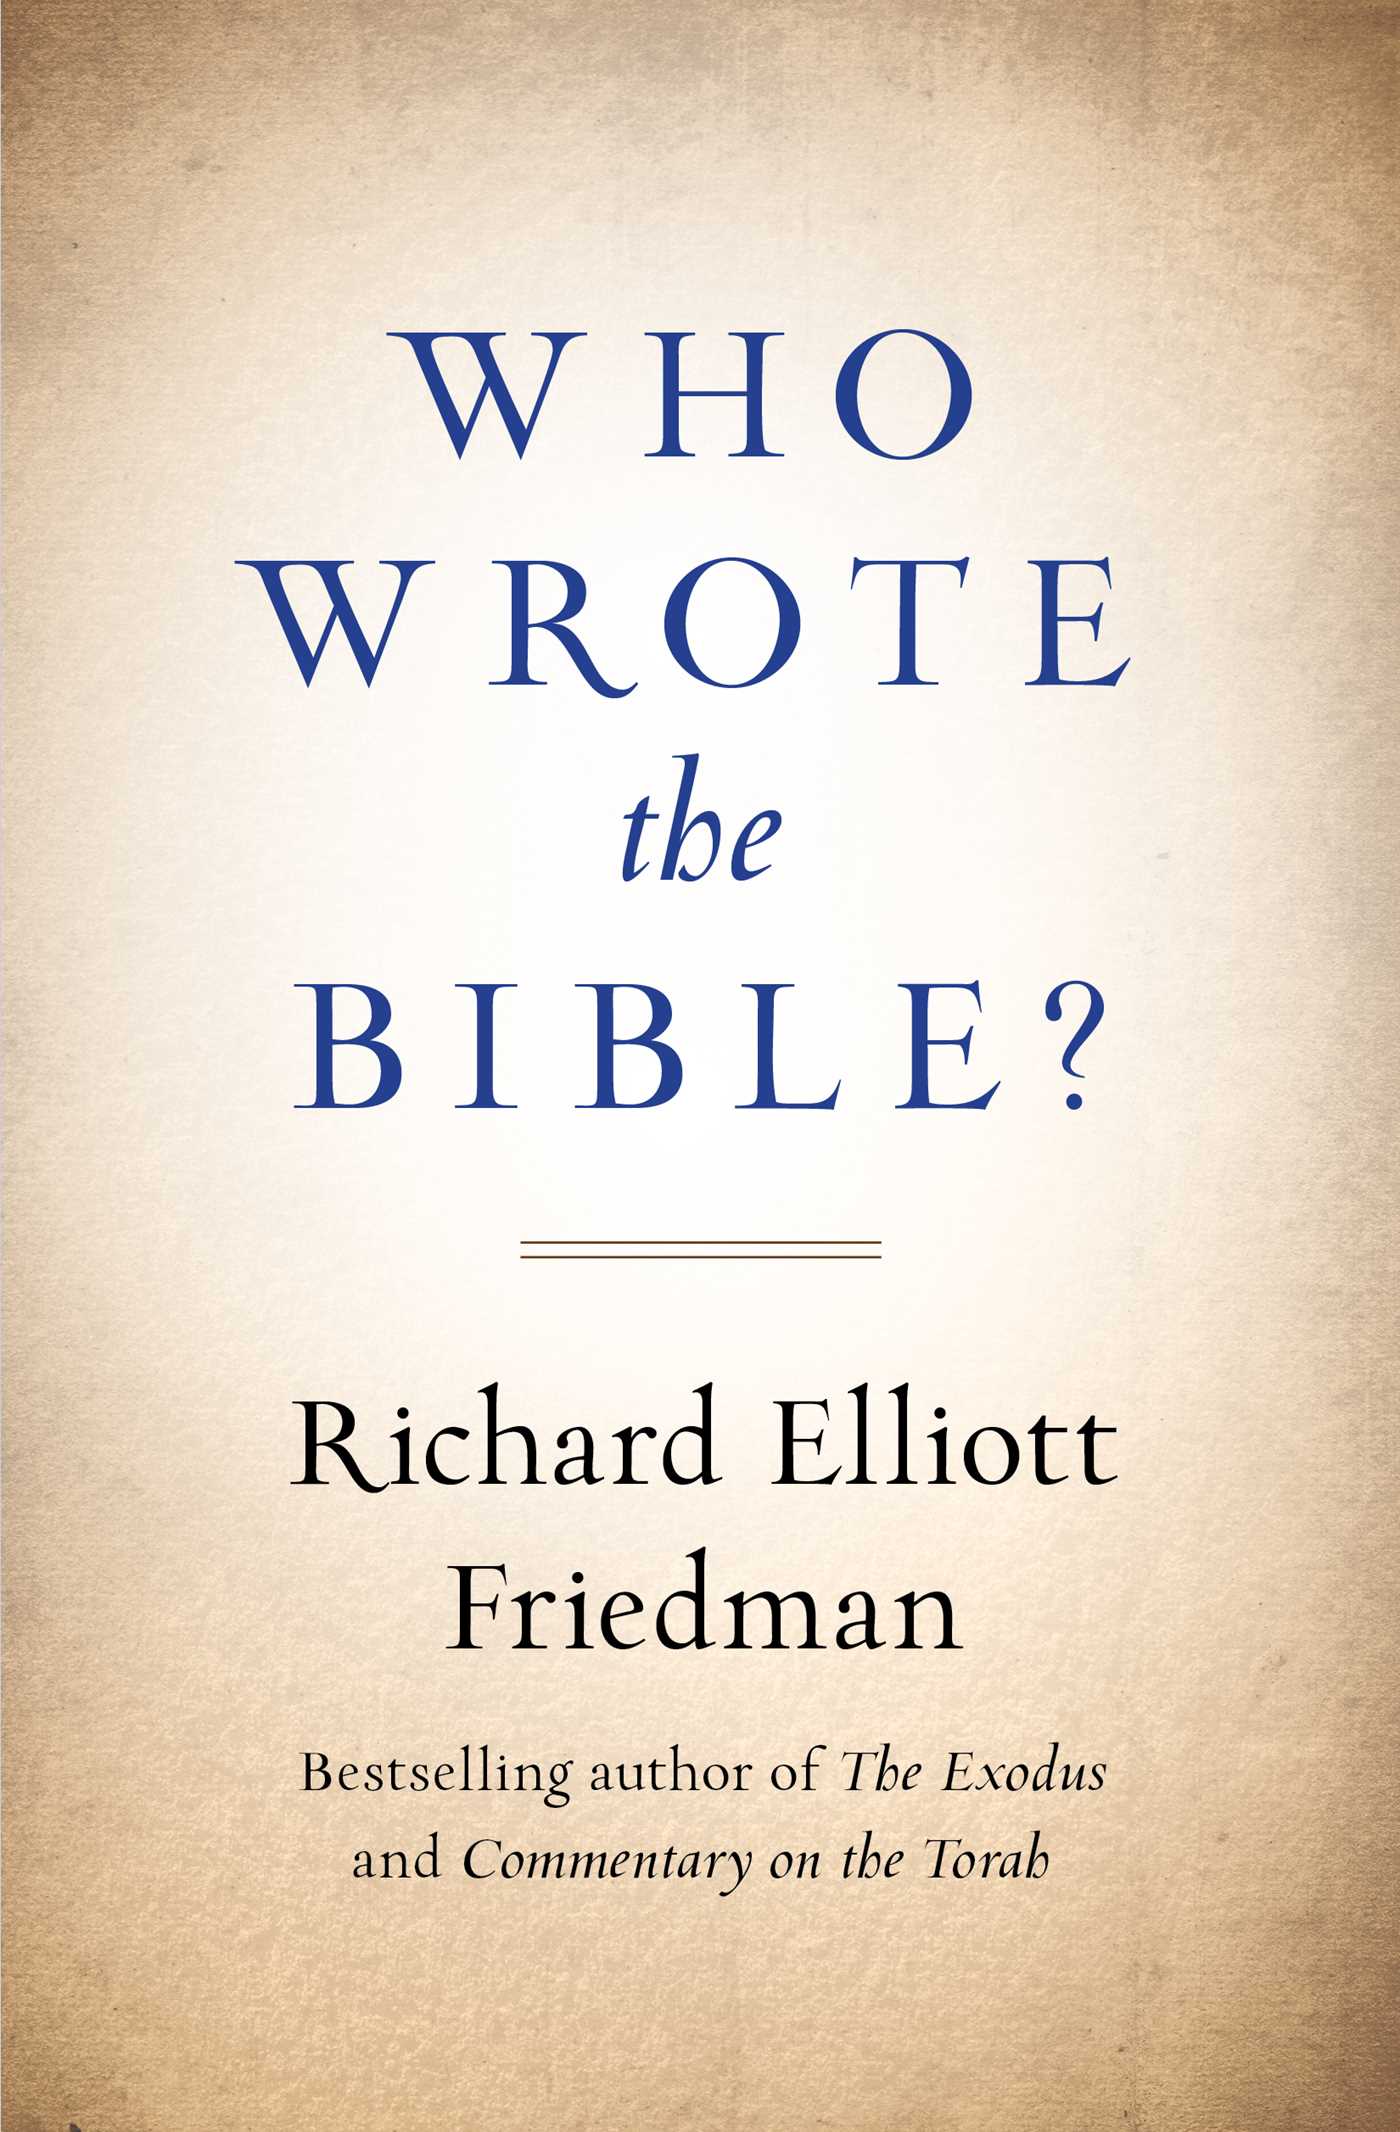 WHO
WROTE
the
BIBLE?
Richard Elliott
Friedman
Bestselling author of The Exodus
and Commentary on the Torah